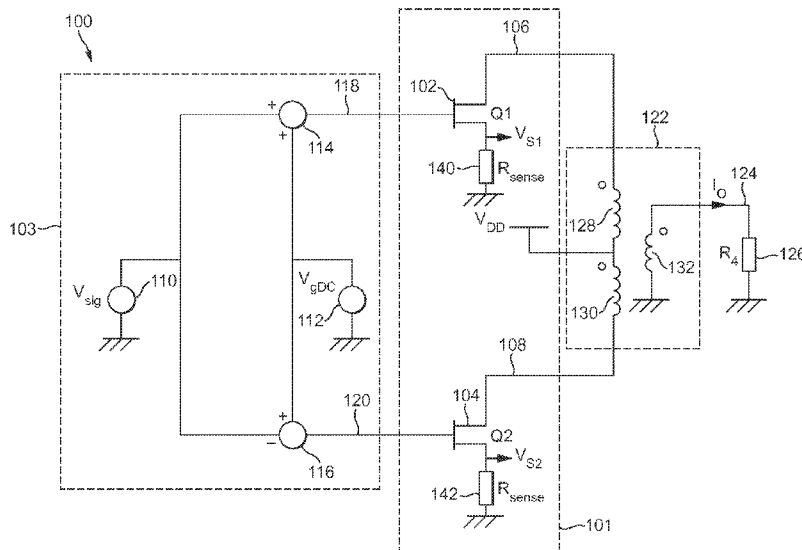 100
106
118
102
+
+
114
Q1
V_S1
140
R_sense
122
124
I_O
103
V_DD
128
132
R_4
126
V_sig
110
V_gDC
112
130
108
+
120
104
−
116
Q2
V_S2
142
R_sense
101